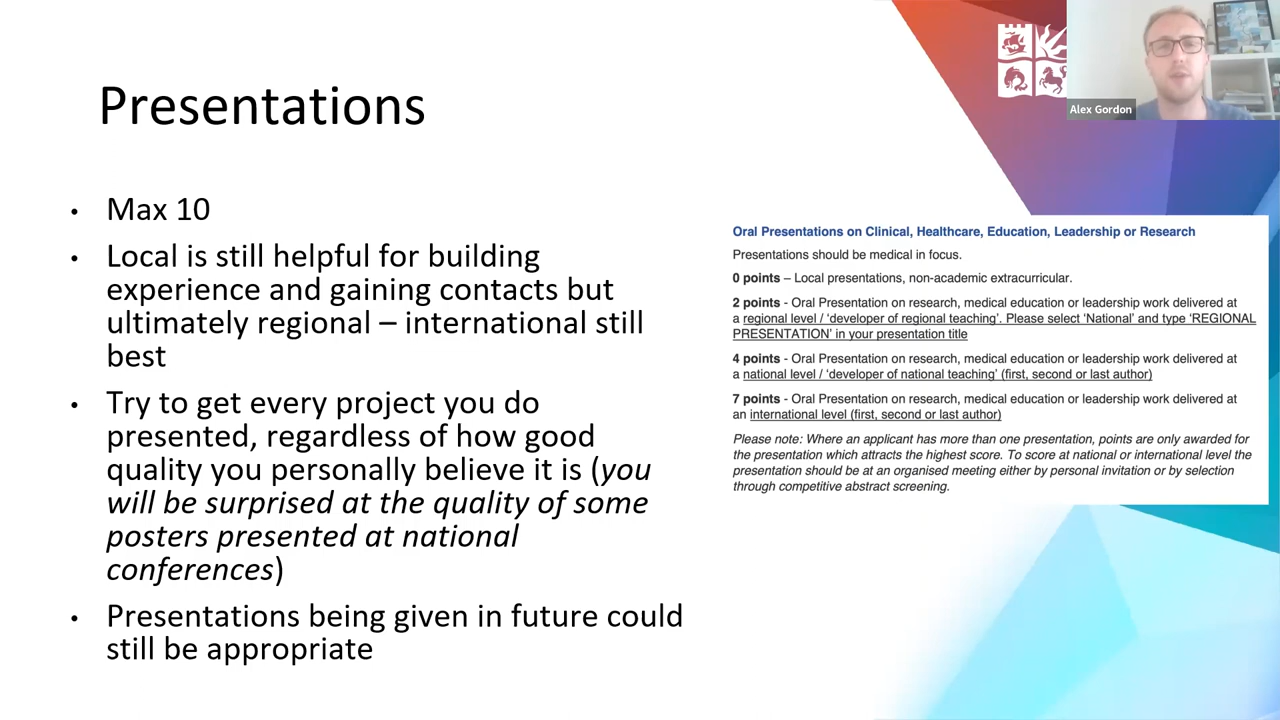 Presentations
Alex Gordon
• Max 10
• Local is still helpful for building
experience and gaining contacts but
ultimately regional – international still
best
• Try to get every project you do
presented, regardless of how good
quality you personally believe it is (you
will be surprised at the quality of some
posters presented at national
conferences)
• Presentations being given in future could
still be appropriate
Oral Presentations on Clinical, Healthcare, Education, Leadership or Research
Presentations should be medical in focus.
0 points – Local presentations, non-academic extracurricular.
2 points - Oral Presentation on research, medical education or leadership work delivered at
a regional level / ‘developer of regional teaching’. Please select ‘National’ and type ‘REGIONAL
PRESENTATION’ in your presentation title
4 points - Oral Presentation on research, medical education or leadership work delivered at
a national level / ‘developer of national teaching’ (first, second or last author)
7 points - Oral Presentation on research, medical education or leadership work delivered at
an international level (first, second or last author)
Please note: Where an applicant has more than one presentation, points are only awarded for
the presentation which attracts the highest score. To score at national or international level the
presentation should be at an organised meeting either by personal invitation or by selection
through competitive abstract screening.